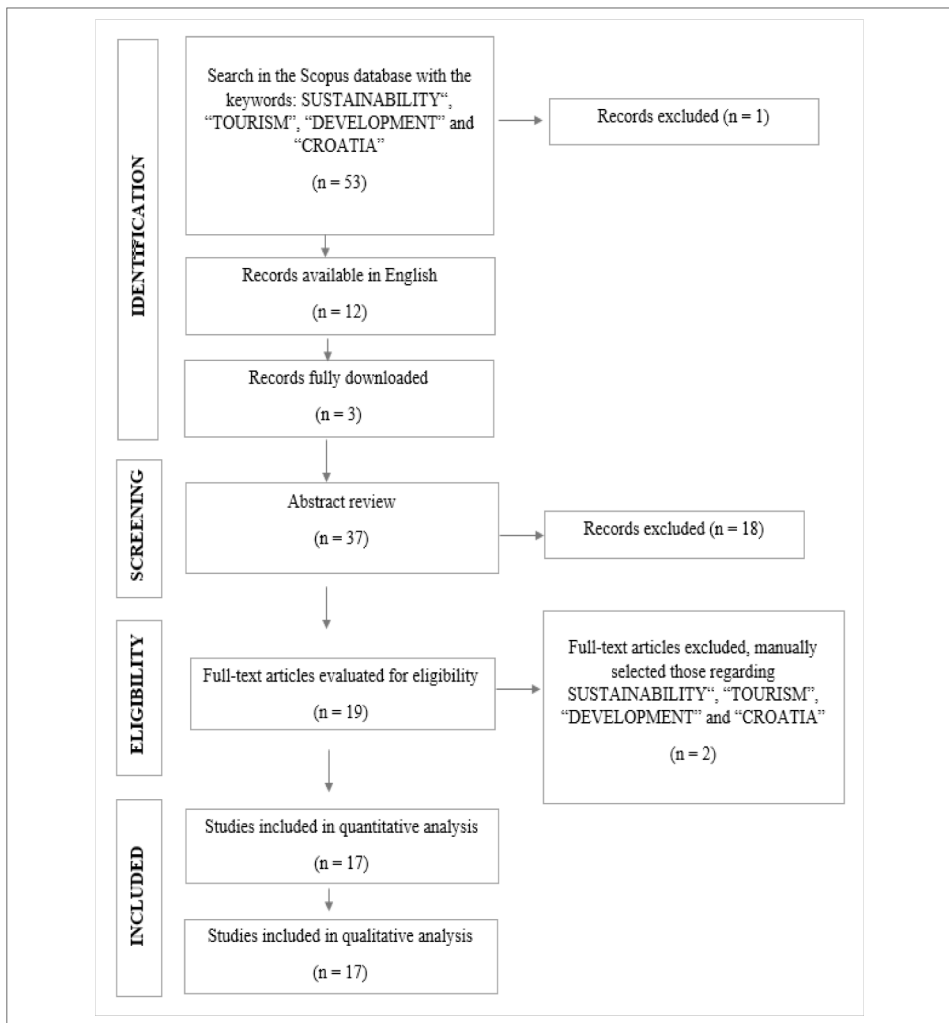 IDENTIFICATION
Search in the Scopus database with the
keywords: SUSTAINABILITY“,
“TOURISM”, “DEVELOPMENT” and
“CROATIA”
(n = 53)
Records excluded (n = 1)
Records available in English
(n = 12)
Records fully downloaded
(n = 3)
SCREENING
Abstract review
(n = 37)
Records excluded (n = 18)
ELIGIBILITY
Full-text articles evaluated for eligibility
(n = 19)
Full-text articles excluded, manually
selected those regarding
SUSTAINABILITY“, “TOURISM”,
“DEVELOPMENT” and “CROATIA”
(n = 2)
INCLUDED
Studies included in quantitative analysis
(n = 17)
Studies included in qualitative analysis
(n = 17)